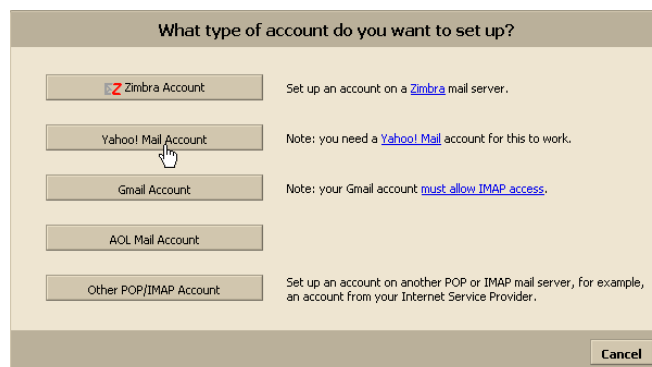 What type of account do you want to set up?
Zimbra Account
Set up an account on a Zimbra mail server.
Yahoo! Mail Account
Note: you need a Yahoo! Mail account for this to work.
Gmail Account
Note: your Gmail account must allow IMAP access.
AOL Mail Account
Other POP/IMAP Account
Set up an account on another POP or IMAP mail server, for example,
an account from your Internet Service Provider.
Cancel